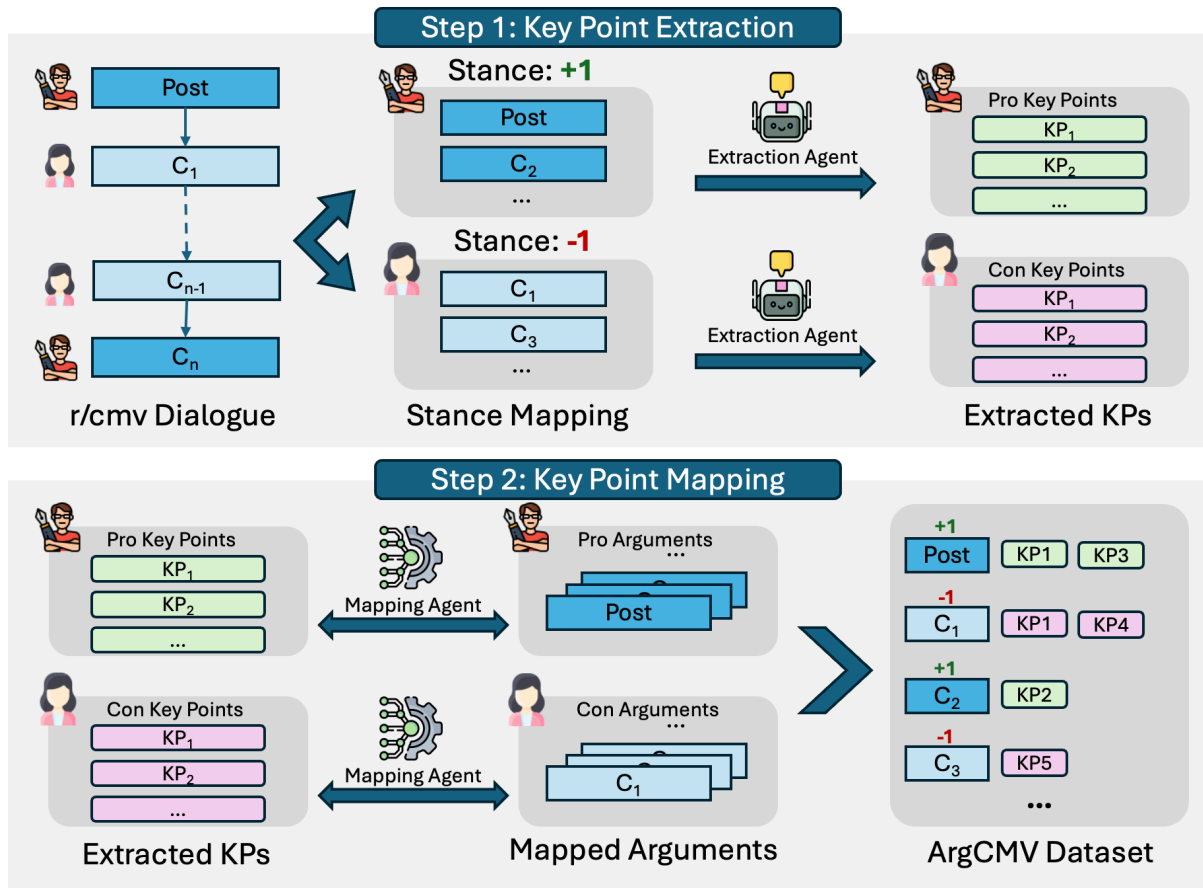 Step 1: Key Point Extraction
Post
C1
Cn-1
Cn
r/cmv Dialogue
Stance: +1
Post
C2
...
Stance: -1
C1
C3
...
Stance Mapping
Extraction Agent
Extraction Agent
Pro Key Points
KP1
KP2
...
Con Key Points
KP1
KP2
...
Extracted KPs
Step 2: Key Point Mapping
Pro Key Points
KP1
KP2
...
Con Key Points
KP1
KP2
...
Extracted KPs
Mapping Agent
Mapping Agent
Pro Arguments
...
Post
Con Arguments
...
C1
Mapped Arguments
+1
Post KP1 KP3
-1
C1 KP1 KP4
+1
C2 KP2
-1
C3 KP5
...
ArgCMV Dataset